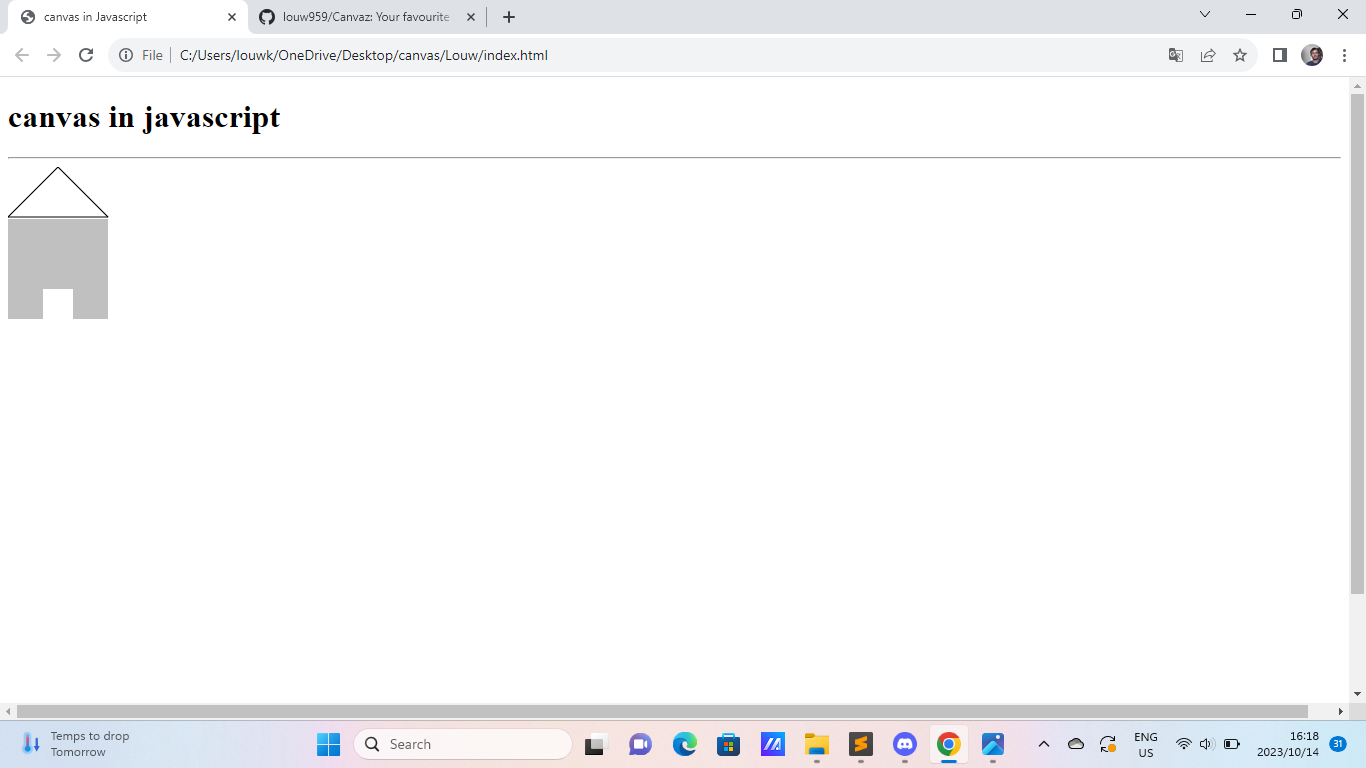 canvas in Javascript
louw959/Canvaz: Your favourite
File
C:/Users/louwk/OneDrive/Desktop/canvas/Louw/index.html
canvas in javascript
Temps to drop
Tomorrow
Search
ENG
US
16:18
2023/10/14
31